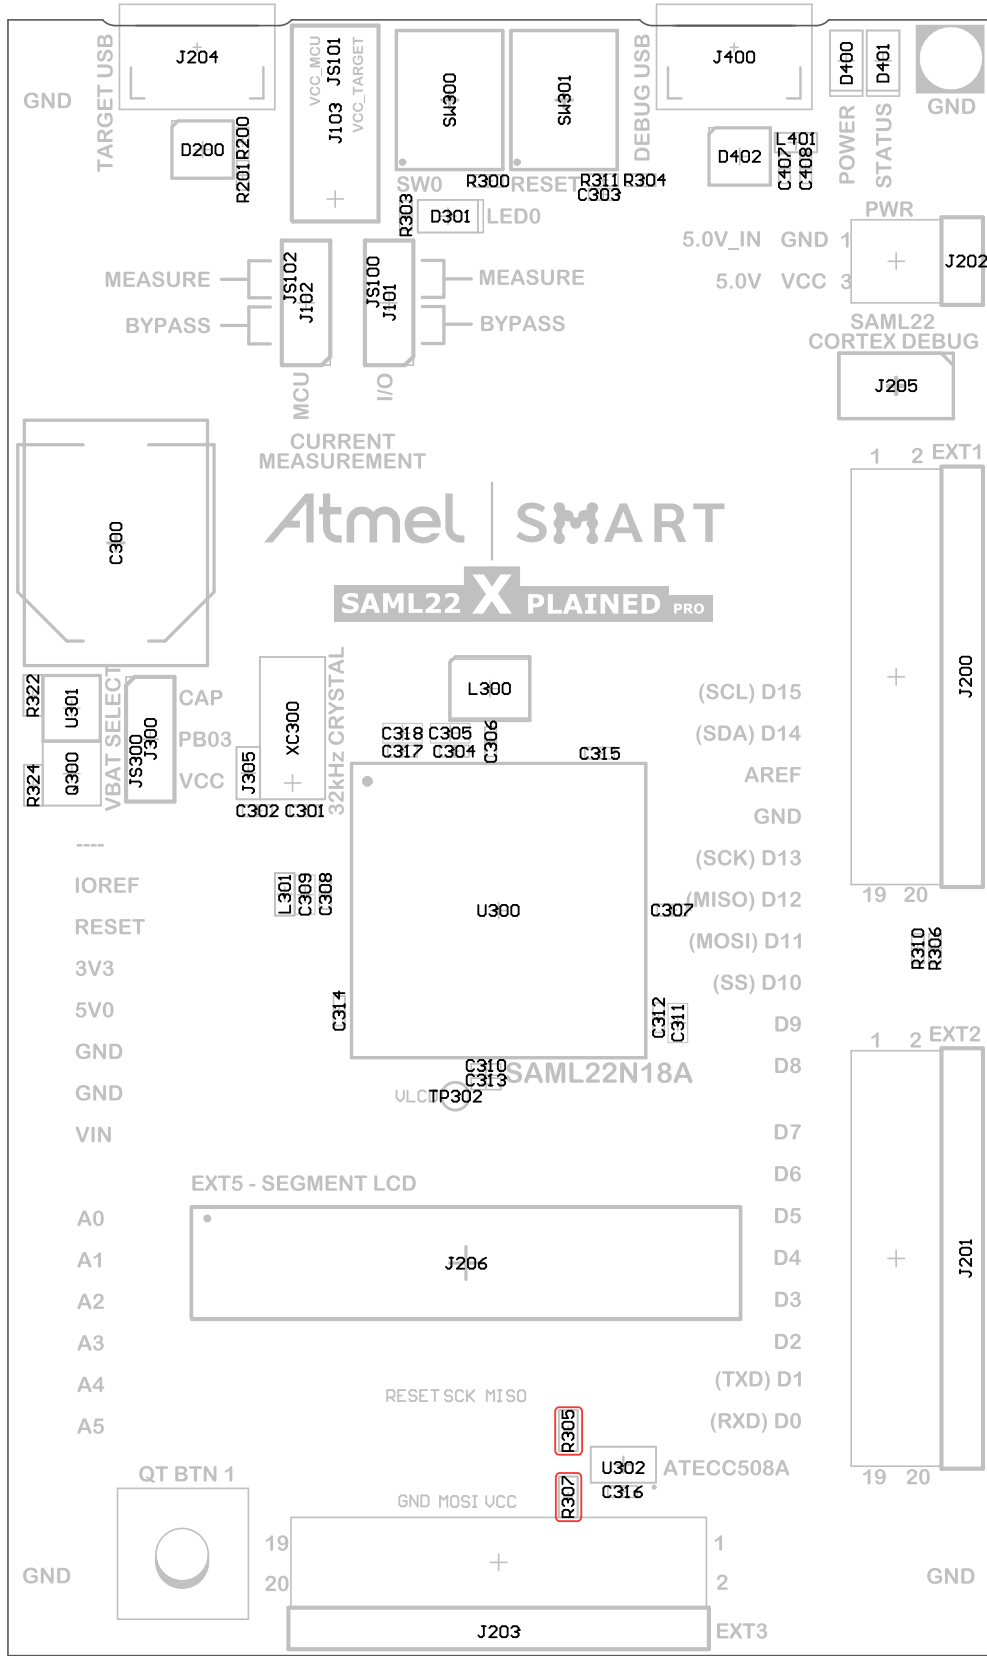 TARGET USB
J204
VCC_MCU
JS101
J103
VCC_TARGET
SW300
SW301
DEBUG USB
J400
D400
D401
GND
GND
D200
R200
R201
D402
L401
C407
C408
POWER
STATUS
SW0
R300
RESET
R311
R304
C303
R303
D301
LED0
PWR
5.0V_IN GND 1
J202
5.0V VCC 3
MEASURE
JS102
J102
JS100
J101
MEASURE
BYPASS
BYPASS
SAML22
CORTEX DEBUG
J205
MCU
I/O
CURRENT
MEASUREMENT
1 2 EXT1
Atmel SMART
C300
SAML22 X PLAINED PRO
J200
R322
U301
VBAT SELECT
CAP
JS300
J300
PB03
XC300
32kHz CRYSTAL
L300
(SCL) D15
C318
C305
C306
(SDA) D14
C317
C304
C315
R324
Q300
VCC
J305
AREF
C302
C301
GND
----
(SCK) D13
IOREF
L301
C309
C308
U300
C307
(MISO) D12
19 20
RESET
(MOSI) D11
R310
R306
3V3
(SS) D10
5V0
C314
C312
C311
D9
GND
1 2 EXT2
C310
C313
SAML22N18A
D8
GND
VLCD
TP302
VIN
D7
D6
EXT5 - SEGMENT LCD
A0
D5
A1
J206
D4
J201
A2
D3
A3
D2
A4
RESET SCK MISO
(TXD) D1
A5
R305
(RXD) D0
QT BTN 1
U302
ATECC508A
19 20
C316
R307
GND MOSI VCC
19
1
20
2
GND
GND
J203
EXT3